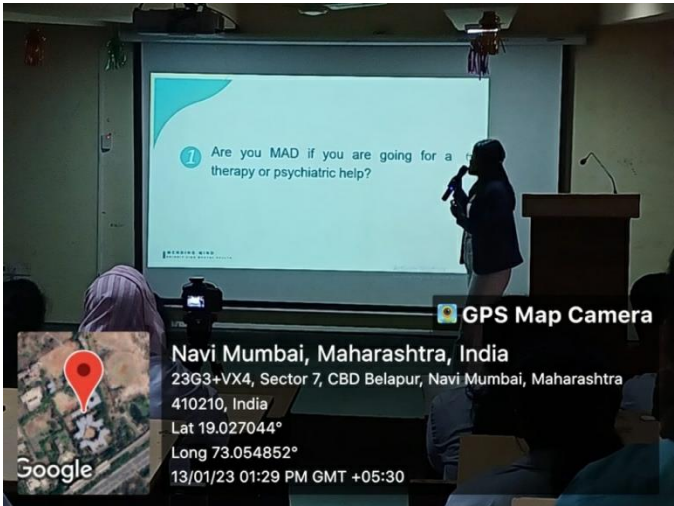 1 Are you MAD if you are going for a
therapy or psychiatric help?
MENDING MIND
GPS Map Camera
Navi Mumbai, Maharashtra, India
23G3+VX4, Sector 7, CBD Belapur, Navi Mumbai, Maharashtra
410210, India
Lat 19.027044°
Long 73.054852°
13/01/23 01:29 PM GMT +05:30
Google